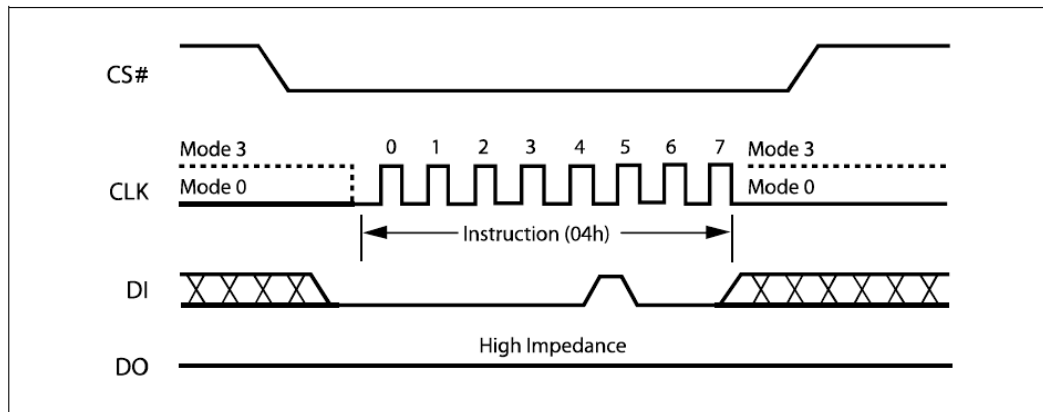 CS#
0 1 2 3 4 5 6 7
Mode 3 Mode 3
Mode 0 Mode 0
CLK
Instruction (04h)
DI
High Impedance
DO